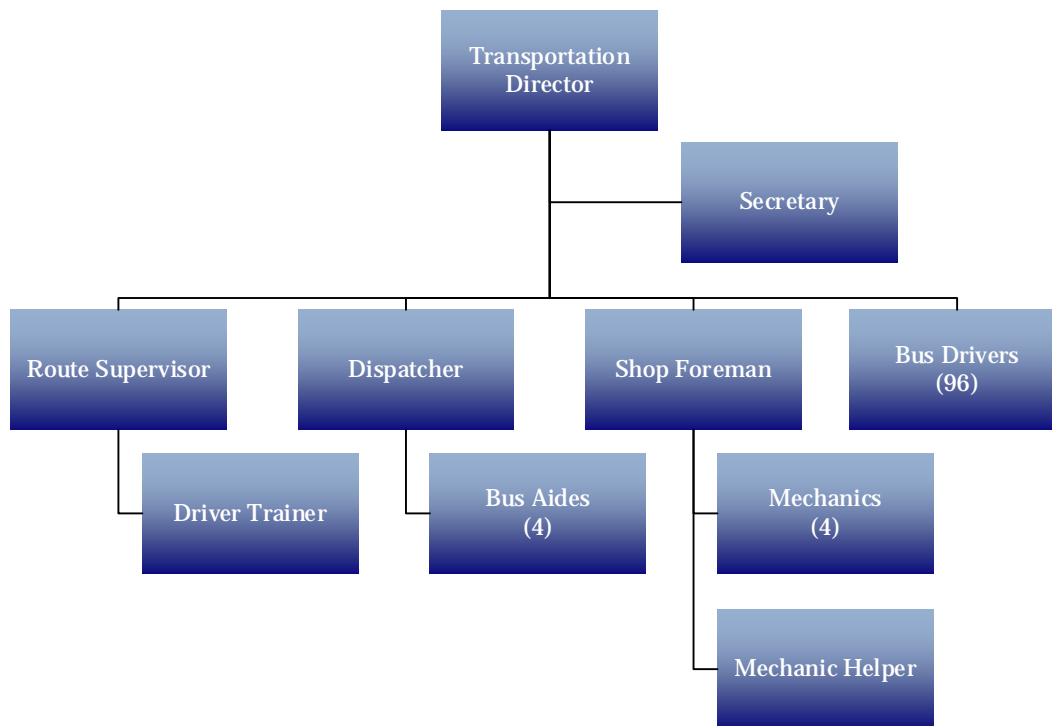 Transportation
Director
Secretary
Route Supervisor
Dispatcher
Shop Foreman
Bus Drivers
(96)
Driver Trainer
Bus Aides
(4)
Mechanics
(4)
Mechanic Helper